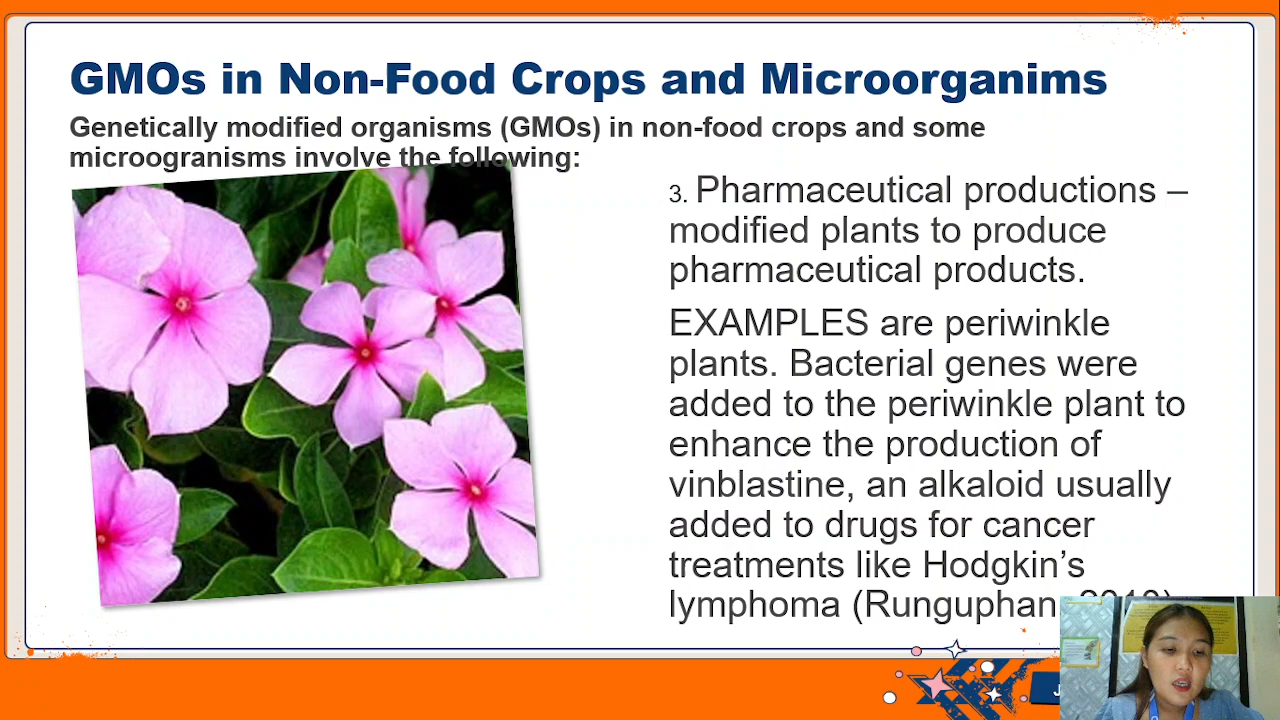 GMOs in Non-Food Crops and Microorganims
Genetically modified organisms (GMOs) in non-food crops and some
microogranisms involve the following:
3. Pharmaceutical productions –
modified plants to produce
pharmaceutical products.
EXAMPLES are periwinkle
plants. Bacterial genes were
added to the periwinkle plant to
enhance the production of
vinblastine, an alkaloid usually
added to drugs for cancer
treatments like Hodgkin’s
lymphoma (Runguphan,